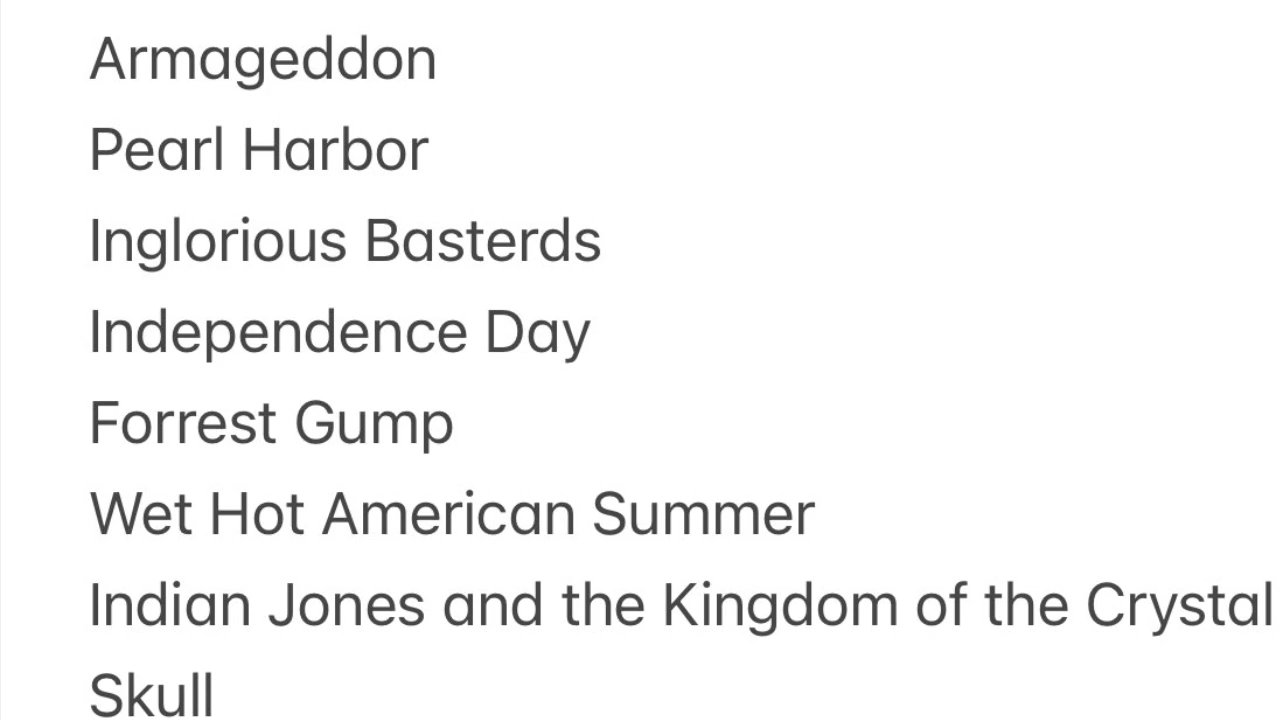 Armageddon
Pearl Harbor
Inglorious Basterds
Independence Day
Forrest Gump
Wet Hot American Summer
Indian Jones and the Kingdom of the Crystal
Skull